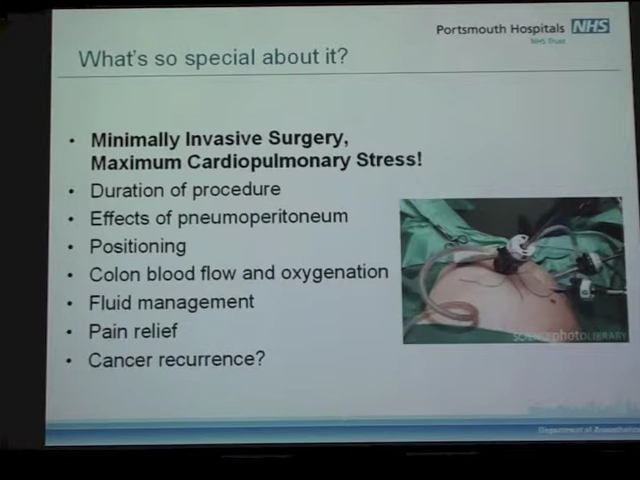 Portsmouth Hospitals NHS
NHS Trust
What's so special about it?
• Minimally Invasive Surgery,
Maximum Cardiopulmonary Stress!
• Duration of procedure
• Effects of pneumoperitoneum
• Positioning
• Colon blood flow and oxygenation
• Fluid management
• Pain relief
• Cancer recurrence?
SCIENCEphotoLIBRARY
Department of Anaesthetics